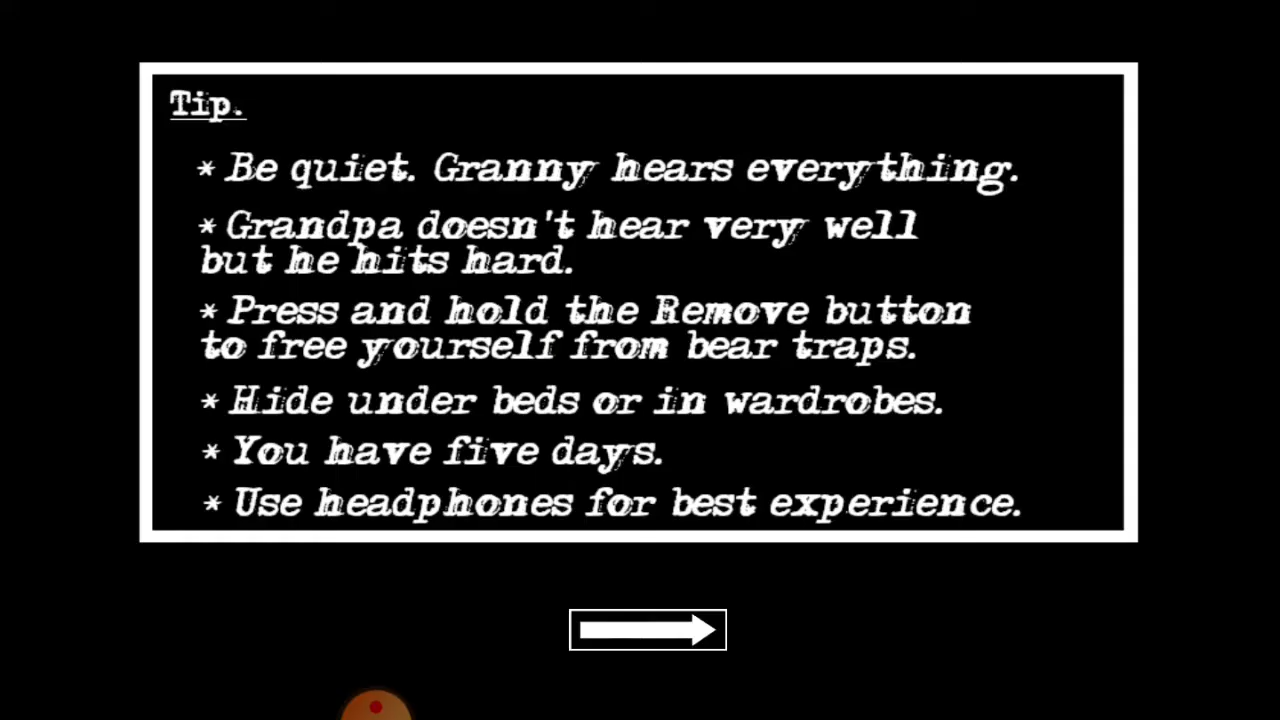 Tip.
* Be quiet. Granny hears everything.
* Grandpa doesn't hear very well
but he hits hard.
* Press and hold the Remove button
to free yourself from bear traps.
* Hide under beds or in wardrobes.
* You have five days.
* Use headphones for best experience.